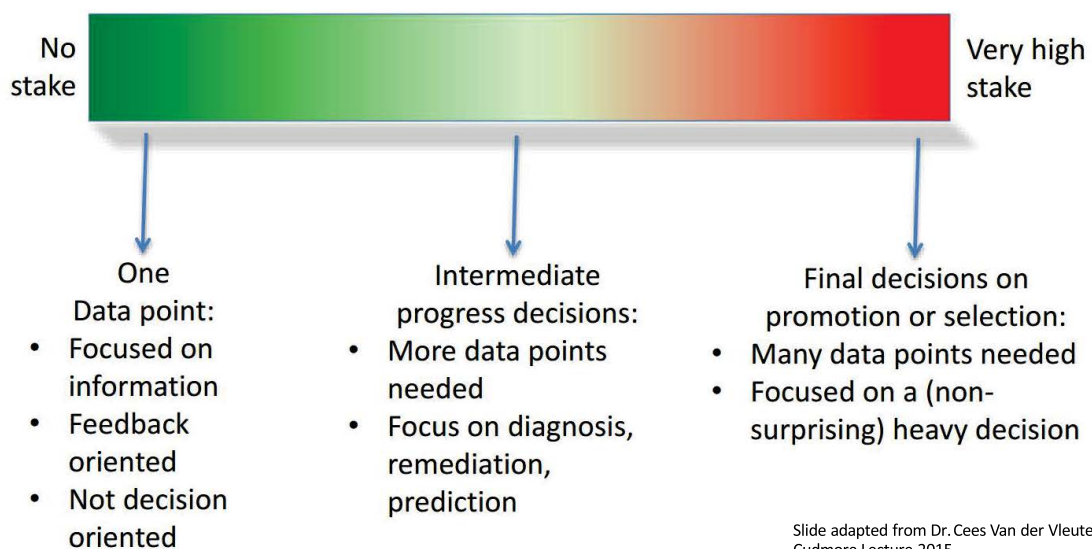 No
stake
Very high
stake
One
Data point:
• Focused on
information
• Feedback
oriented
• Not decision
oriented
Intermediate
progress decisions:
• More data points
needed
• Focus on diagnosis,
remediation,
prediction
Final decisions on
promotion or selection:
• Many data points needed
• Focused on a (non-
surprising) heavy decision
Slide adapted from Dr. Cees Van der Vleute
Cudmore Lecture 2015